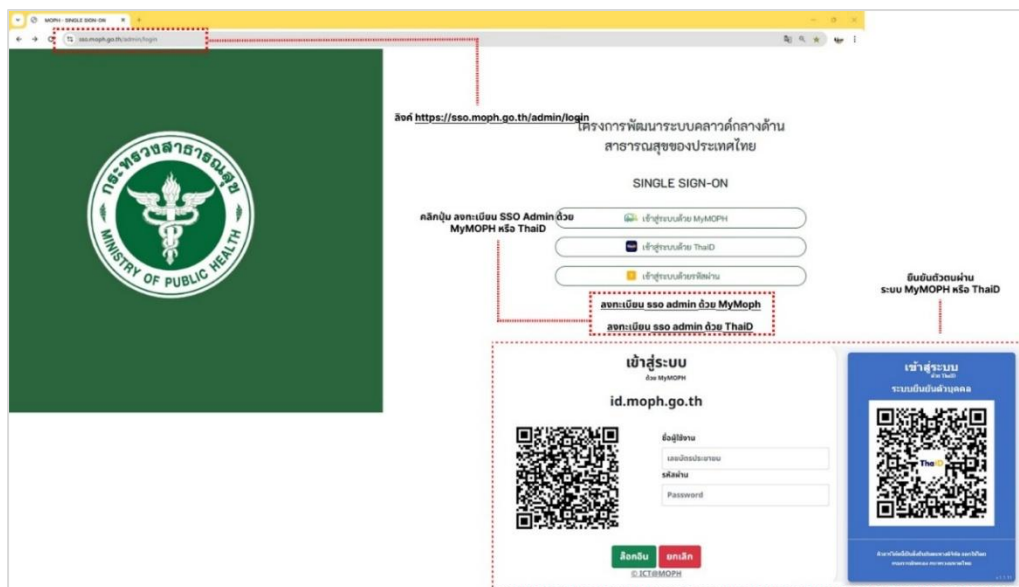 MOPH - SINGLE SIGN-ON
sso.moph.go.th/admin/login
ลิงค์ https://sso.moph.go.th/admin/login
โครงการพัฒนาระบบคลาวด์กลางด้าน
สาธารณสุขของประเทศไทย
SINGLE SIGN-ON
กระทรวงสาธารณสุข
MINISTRY OF PUBLIC HEALTH
คลิกปุ่ม ลงทะเบียน SSO Admin ด้วย
MyMOPH หรือ ThaiD
เข้าสู่ระบบด้วย MyMOPH
เข้าสู่ระบบด้วย ThaiD
เข้าสู่ระบบด้วยรหัสผ่าน
ลงทะเบียน sso admin ด้วย MyMoph
ลงทะเบียน sso admin ด้วย ThaiD
ยืนยันตัวตนผ่าน
ระบบ MyMOPH หรือ ThaiD
เข้าสู่ระบบ
ด้วย MyMOPH
id.moph.go.th
ชื่อผู้ใช้งาน
เลขบัตรประชาชน
รหัสผ่าน
Password
ล็อกอิน
ยกเลิก
© ICT@MOPH
เข้าสู่ระบบ
ด้วย ThaiD
ระบบยืนยันตัวบุคคล
ThaiD